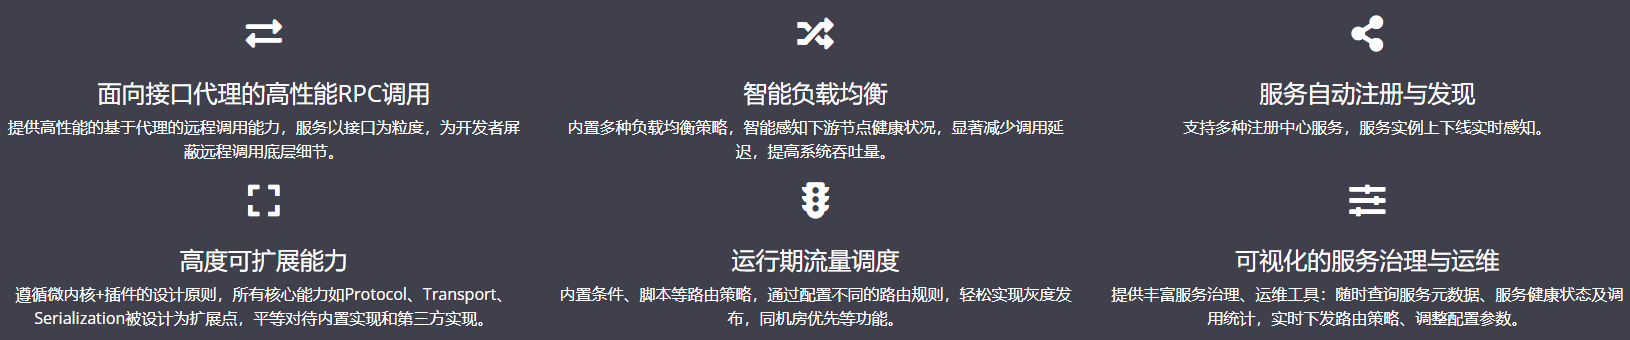 面向接口代理的高性能RPC调用
提供高性能的基于代理的远程调用能力，服务以接口为粒度，为开发者屏
蔽远程调用底层细节。
智能负载均衡
内置多种负载均衡策略，智能感知下游节点健康状况，显著减少调用延
迟，提高系统吞吐量。
服务自动注册与发现
支持多种注册中心服务，服务实例上下线实时感知。
高度可扩展能力
遵循微内核+插件的设计原则，所有核心能力如Protocol、Transport、
Serialization被设计为扩展点，平等对待内置实现和第三方实现。
运行期流量调度
内置条件、脚本等路由策略，通过配置不同的路由规则，轻松实现灰度发
布，同机房优先等功能。
可视化的服务治理与运维
提供丰富服务治理、运维工具：随时查询服务元数据、服务健康状态及调
用统计，实时下发路由策略、调整配置参数。